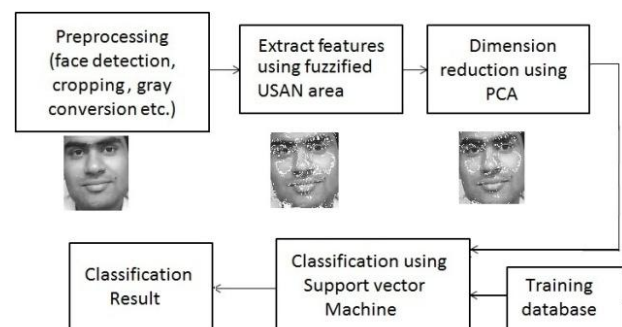 Preprocessing
(face detection,
cropping , gray
conversion etc.)
Extract features
using fuzzified
USAN area
Dimension
reduction using
PCA
Classification
Result
Classification using
Support vector
Machine
Training
database